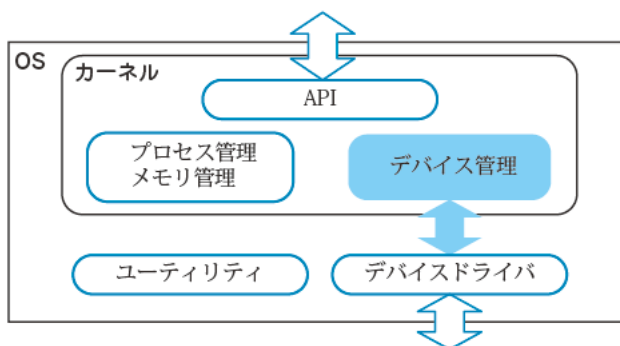 OS
カーネル
API
プロセス管理
メモリ管理
デバイス管理
ユーティリティ
デバイスドライバ